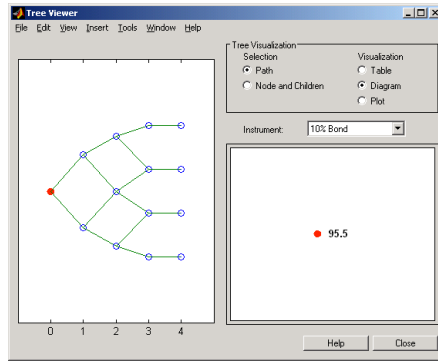 Tree Viewer
File Edit View Insert Tools Window Help
Tree Visualization
Selection
Visualization
Path
Table
Node and Children
Diagram
Plot
Instrument: 10% Bond
95.5
0 1 2 3 4
Help Close